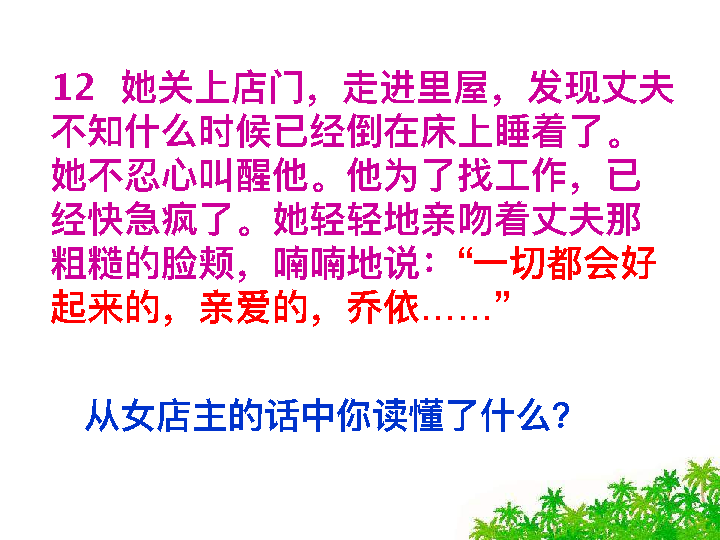 12 她关上店门，走进里屋，发现丈夫
不知什么时候已经倒在床上睡着了。
她不忍心叫醒他。他为了找工作，已
经快急疯了。她轻轻地亲吻着丈夫那
粗糙的脸颊，喃喃地说：“一切都会好
起来的，亲爱的，乔依……”
从女店主的话中你读懂了什么？